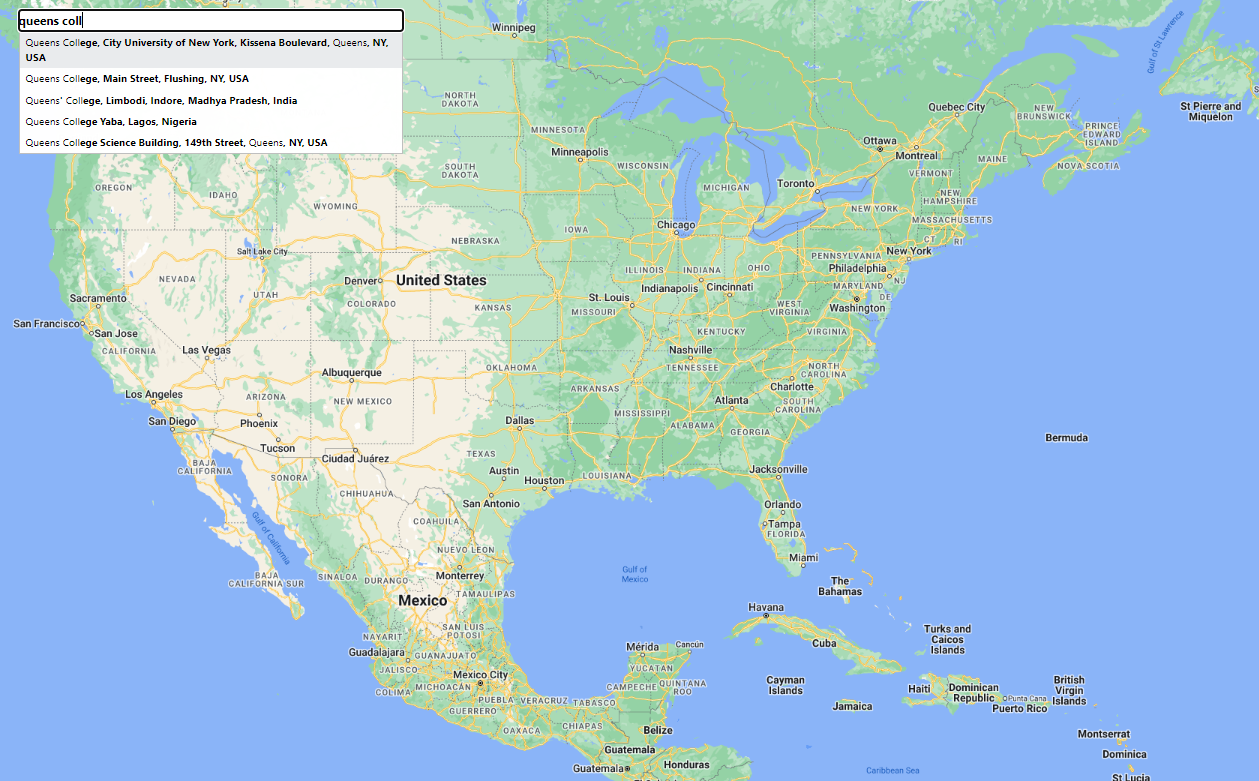 queens coll
Queens College, City University of New York, Kissena Boulevard, Queens, NY,
USA
Queens College, Main Street, Flushing, NY, USA
Queens' College, Limbodi, Indore, Madhya Pradesh, India
Queens College Yaba, Lagos, Nigeria
Queens College Science Building, 149th Street, Queens, NY, USA
Winnipeg
Gulf of St Lawrence
NORTH
DAKOTA
Quebec City
NEW
BRUNSWICK
St Pierre and
Miquelon
MINNESOTA
PRINCE
EDWARD
ISLAND
Ottawa
Montreal
Minneapolis
WISCONSIN
MAINE
NOVA SCOTIA
SOUTH
DAKOTA
VERMONT
OREGON
IDAHO
MICHIGAN
Toronto
NEW
HAMPSHIRE
WYOMING
NEW YORK
MASSACHUSETTS
Chicago
IOWA
CT
RI
NEBRASKA
Salt Lake City
New York
PENNSYLVANIA
NEVADA
Denver
United States
ILLINOIS
INDIANA
OHIO
Philadelphia
NJ
UTAH
Indianapolis
Cincinnati
MARYLAND
Sacramento
COLORADO
KANSAS
St. Louis
MISSOURI
WEST
VIRGINIA
DE
Washington
San Francisco
San Jose
KENTUCKY
VIRGINIA
CALIFORNIA
Las Vegas
Nashville
TENNESSEE
Albuquerque
OKLAHOMA
NORTH
CAROLINA
Charlotte
Los Angeles
ARIZONA
NEW MEXICO
ARKANSAS
Atlanta
SOUTH
CAROLINA
San Diego
Phoenix
Dallas
MISSISSIPPI
ALABAMA
GEORGIA
Tucson
Bermuda
Ciudad Juárez
TEXAS
BAJA
CALIFORNIA
SONORA
Austin
Houston
LOUISIANA
Jacksonville
CHIHUAHUA
San Antonio
Orlando
Gulf of California
COAHUILA
Tampa
FLORIDA
NUEVO LEON
Miami
Gulf of
Mexico
BAJA
CALIFORNIA SUR
SINALOA
DURANGO
Monterrey
The
Bahamas
TAMAULIPAS
Mexico
Havana
SAN LUIS
POTOSI
Turks and
Caicos
Islands
NAYARIT
Guadalajara
GUANAJUATO
Mérida
Cancún
Cuba
JALISCO
YUCATAN
Mexico City
COLIMA
MICHOACÁN
CAMPECHE
QUINTANA
ROO
Cayman
Islands
Haiti
Dominican
Republic
British
Virgin
Islands
PUEBLA
VERACRUZ
TABASCO
Jamaica
Punta Cana
Puerto Rico
GUERRERO
OAXACA
CHIAPAS
Belize
Montserrat
Guatemala
Dominica
Guatemala
Honduras
Caribbean Sea
St Lucia